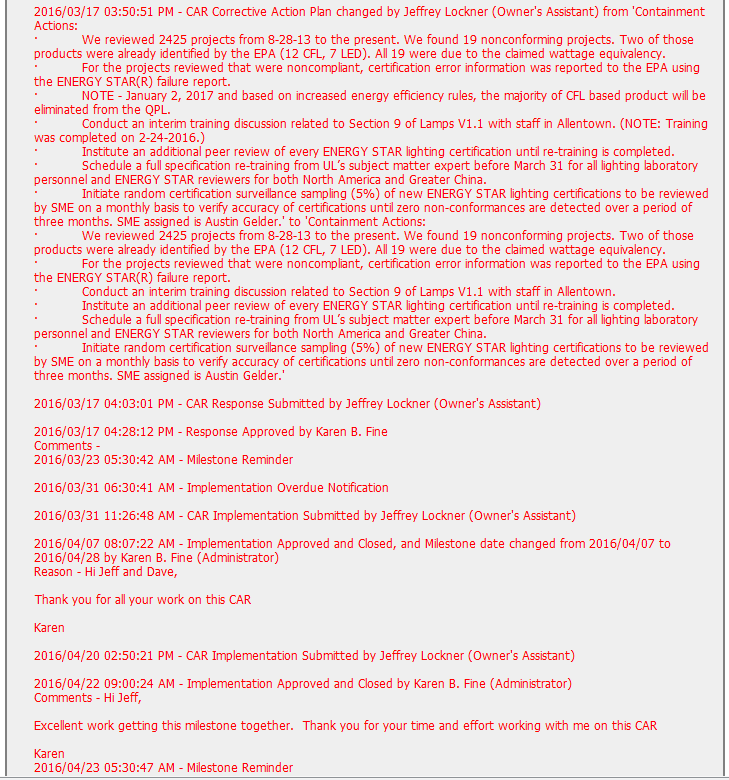 2016/03/17 03:50:51 PM - CAR Corrective Action Plan changed by Jeffrey Lockner (Owner's Assistant) from 'Containment
Actions:
· We reviewed 2425 projects from 8-28-13 to the present. We found 19 nonconforming projects. Two of those
products were already identified by the EPA (12 CFL, 7 LED). All 19 were due to the claimed wattage equivalency.
· For the projects reviewed that were noncompliant, certification error information was reported to the EPA using
the ENERGY STAR(R) failure report.
· NOTE - January 2, 2017 and based on increased energy efficiency rules, the majority of CFL based product will be
eliminated from the QPL.
· Conduct an interim training discussion related to Section 9 of Lamps V1.1 with staff in Allentown. (NOTE: Training
was completed on 2-24-2016.)
· Institute an additional peer review of every ENERGY STAR lighting certification until re-training is completed.
· Schedule a full specification re-training from UL's subject matter expert before March 31 for all lighting laboratory
personnel and ENERGY STAR reviewers for both North America and Greater China.
· Initiate random certification surveillance sampling (5%) of new ENERGY STAR lighting certifications to be reviewed
by SME on a monthly basis to verify accuracy of certifications until zero non-conformances are detected over a period of
three months. SME assigned is Austin Gelder.' to 'Containment Actions:
· We reviewed 2425 projects from 8-28-13 to the present. We found 19 nonconforming projects. Two of those
products were already identified by the EPA (12 CFL, 7 LED). All 19 were due to the claimed wattage equivalency.
· For the projects reviewed that were noncompliant, certification error information was reported to the EPA using
the ENERGY STAR(R) failure report.
· Conduct an interim training discussion related to Section 9 of Lamps V1.1 with staff in Allentown.
· Institute an additional peer review of every ENERGY STAR lighting certification until re-training is completed.
· Schedule a full specification re-training from UL's subject matter expert before March 31 for all lighting laboratory
personnel and ENERGY STAR reviewers for both North America and Greater China.
· Initiate random certification surveillance sampling (5%) of new ENERGY STAR lighting certifications to be reviewed
by SME on a monthly basis to verify accuracy of certifications until zero non-conformances are detected over a period of
three months. SME assigned is Austin Gelder.'
2016/03/17 04:03:01 PM - CAR Response Submitted by Jeffrey Lockner (Owner's Assistant)
2016/03/17 04:28:12 PM - Response Approved by Karen B. Fine
Comments -
2016/03/23 05:30:42 AM - Milestone Reminder
2016/03/31 06:30:41 AM - Implementation Overdue Notification
2016/03/31 11:26:48 AM - CAR Implementation Submitted by Jeffrey Lockner (Owner's Assistant)
2016/04/07 08:07:22 AM - Implementation Approved and Closed, and Milestone date changed from 2016/04/07 to
2016/04/28 by Karen B. Fine (Administrator)
Reason - Hi Jeff and Dave,
Thank you for all your work on this CAR
Karen
2016/04/20 02:50:21 PM - CAR Implementation Submitted by Jeffrey Lockner (Owner's Assistant)
2016/04/22 09:00:24 AM - Implementation Approved and Closed by Karen B. Fine (Administrator)
Comments - Hi Jeff,
Excellent work getting this milestone together. Thank you for your time and effort working with me on this CAR
Karen
2016/04/23 05:30:47 AM - Milestone Reminder